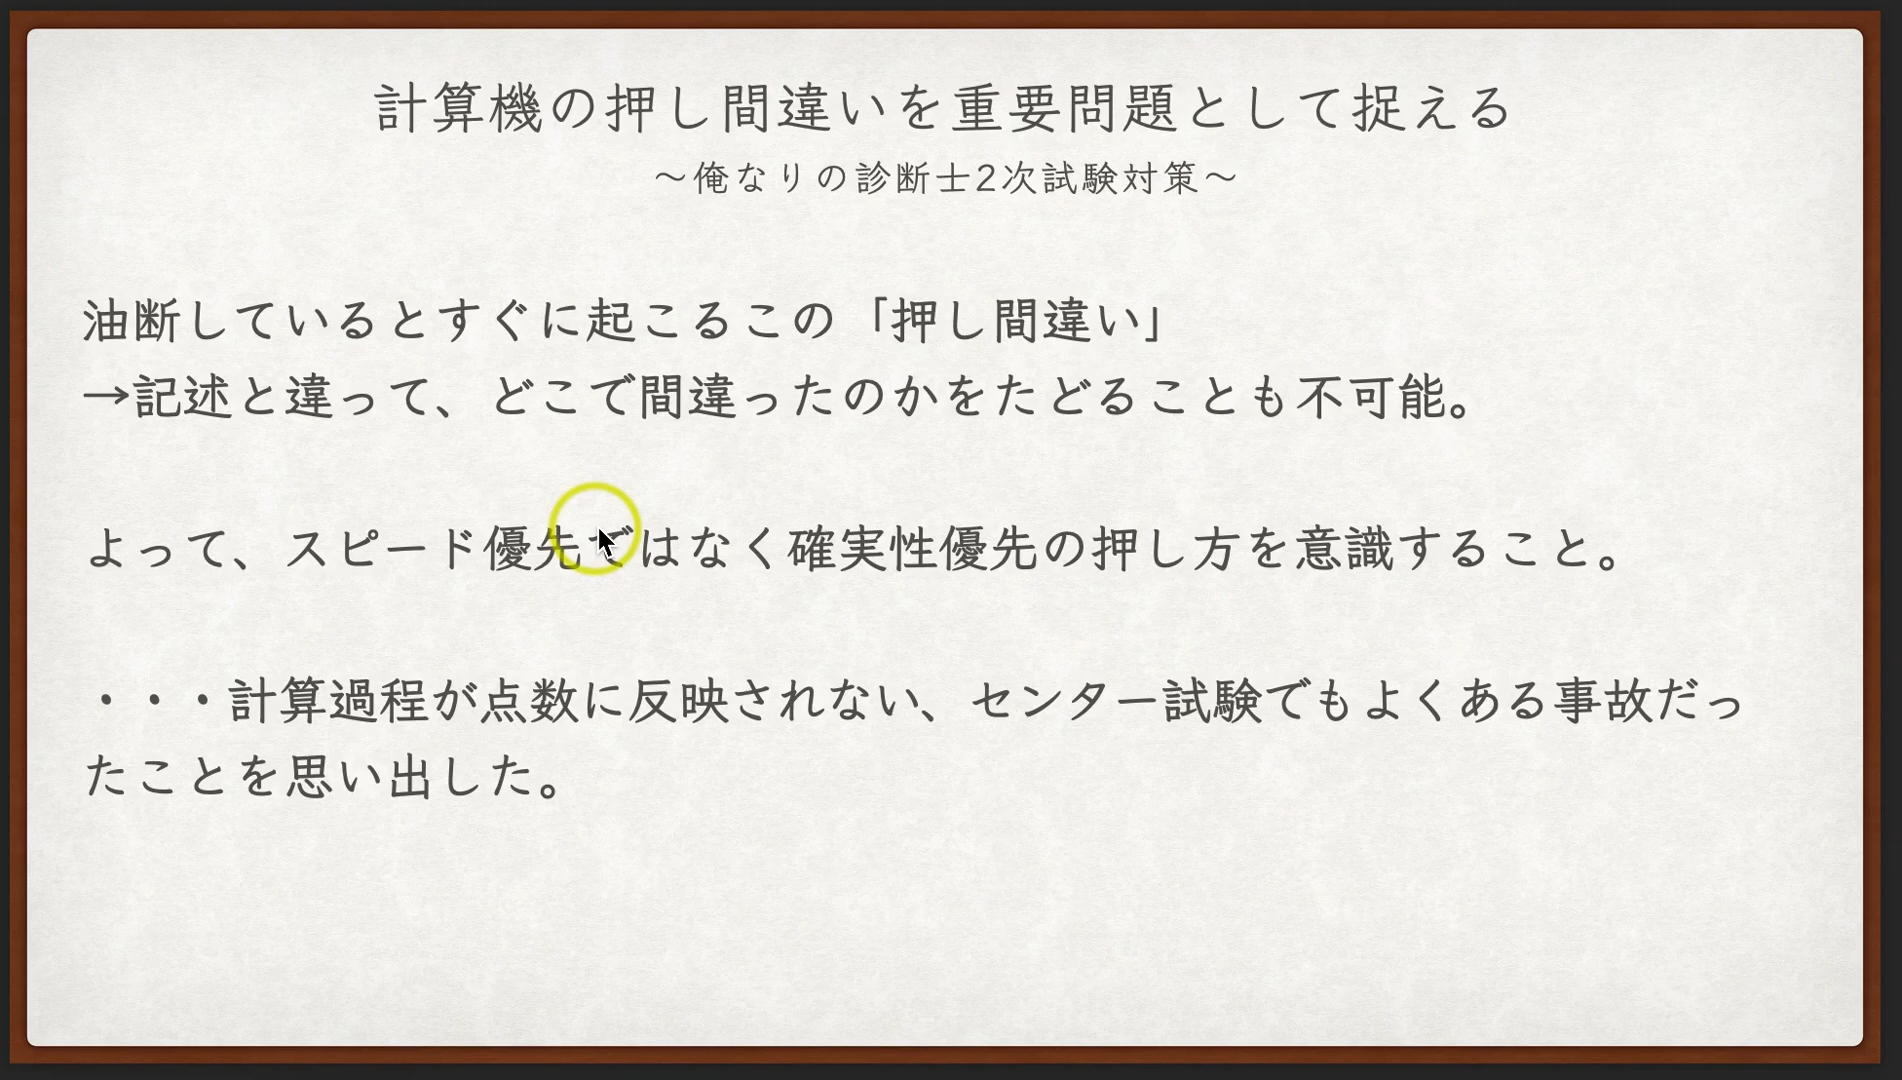 計算機の押し間違いを重要問題として捉える
〜俺なりの診断士2次試験対策〜
油断しているとすぐに起こるこの「押し間違い」
→記述と違って、どこで間違ったのかをたどることも不可能。
よって、スピード優先ではなく確実性優先の押し方を意識すること。
・・・計算過程が点数に反映されない、センター試験でもよくある事故だっ
たことを思い出した。